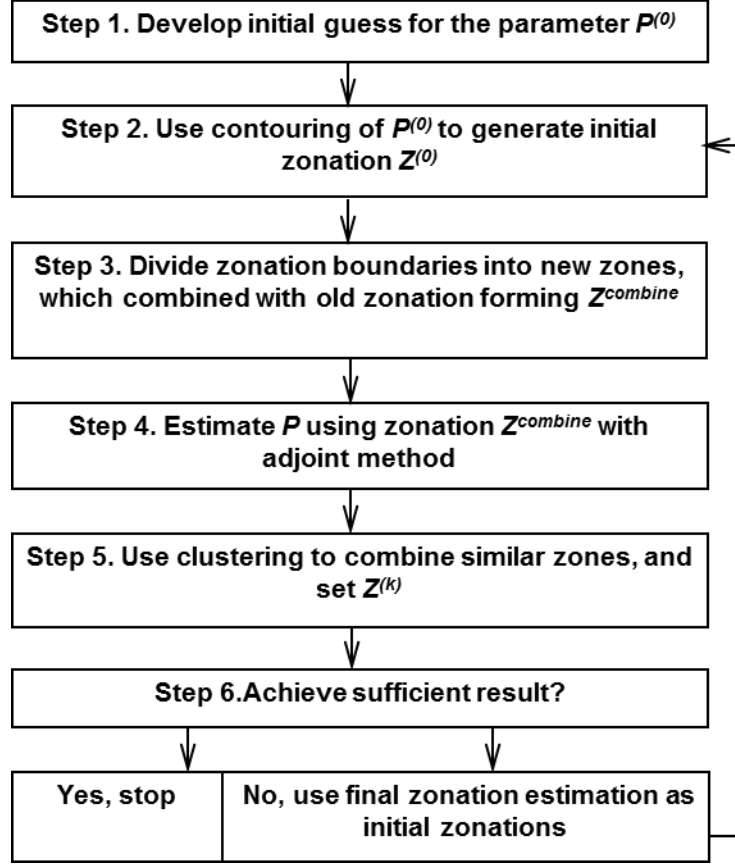 Step 1. Develop initial guess for the parameter P(0)
Step 2. Use contouring of P(0) to generate initial
zonation Z(0)
Step 3. Divide zonation boundaries into new zones,
which combined with old zonation forming Zcombine
Step 4. Estimate P using zonation Zcombine with
adjoint method
Step 5. Use clustering to combine similar zones, and
set Z(k)
Step 6.Achieve sufficient result?
Yes, stop
No, use final zonation estimation as
initial zonations